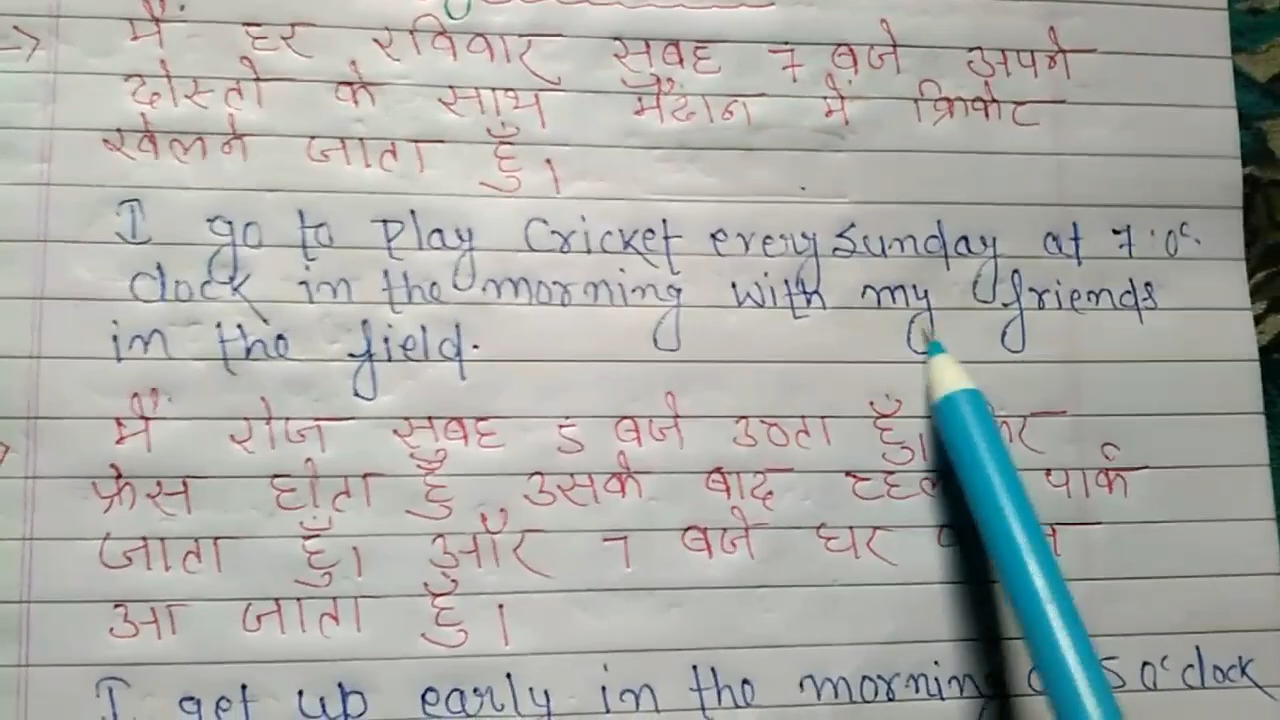 -> मैं हर रविवार सुबह 7 बजे अपने
दोस्तो के साथ मैदान में क्रिकेट
खेलने जाता हुँ।
I go to Play Cricket every Sunday at 7:0c
clock in the morning with my friends
in the field.
मैं रोज सुबह 5 बजे उठता हुँ।
फ्रेस होता हुँ उसके बाद पार्क
जाता हुँ। और 7 बजे घर
आ जाता हुँ।
I get up early in the morning 5 o'clock